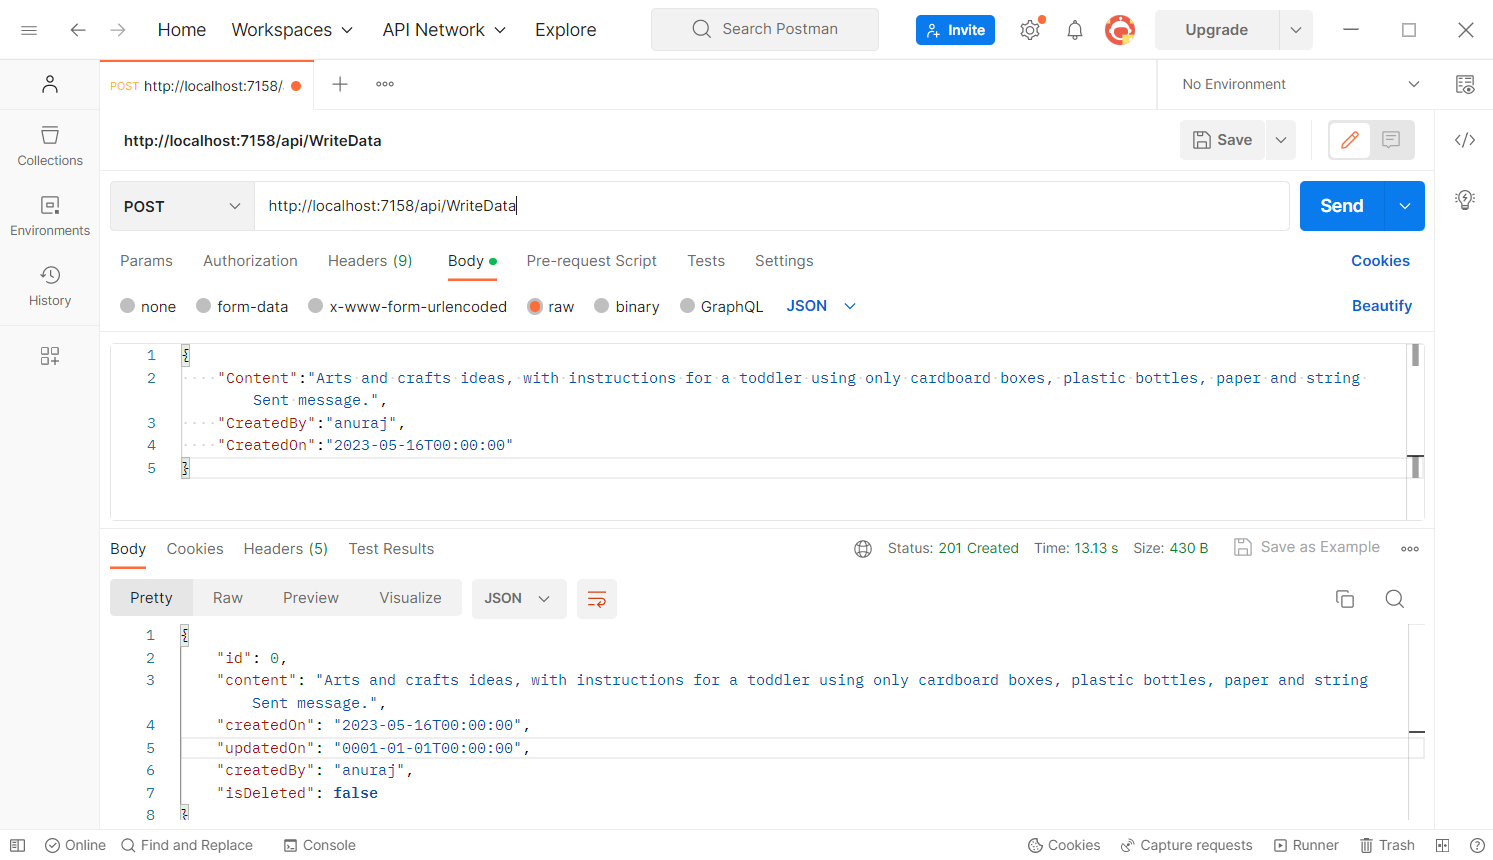 Home Workspaces API Network Explore Search Postman Invite Upgrade
POST http://localhost:7158/ No Environment
http://localhost:7158/api/WriteData Save
POST http://localhost:7158/api/WriteData Send
Params Authorization Headers (9) Body Pre-request Script Tests Settings Cookies
none form-data x-www-form-urlencoded raw binary GraphQL JSON Beautify
Collections
Environments
History
1 {
2 "Content":"Arts and crafts ideas, with instructions for a toddler using only cardboard boxes, plastic bottles, paper and string
Sent message.",
3 "CreatedBy":"anuraj",
4 "CreatedOn":"2023-05-16T00:00:00"
5 }
Body Cookies Headers (5) Test Results Status: 201 Created Time: 13.13 s Size: 430 B Save as Example
Pretty Raw Preview Visualize JSON
1 {
2 "id": 0,
3 "content": "Arts and crafts ideas, with instructions for a toddler using only cardboard boxes, plastic bottles, paper and string
Sent message.",
4 "createdOn": "2023-05-16T00:00:00",
5 "updatedOn": "0001-01-01T00:00:00",
6 "createdBy": "anuraj",
7 "isDeleted": false
8 }
Online Find and Replace Console Cookies Capture requests Runner Trash